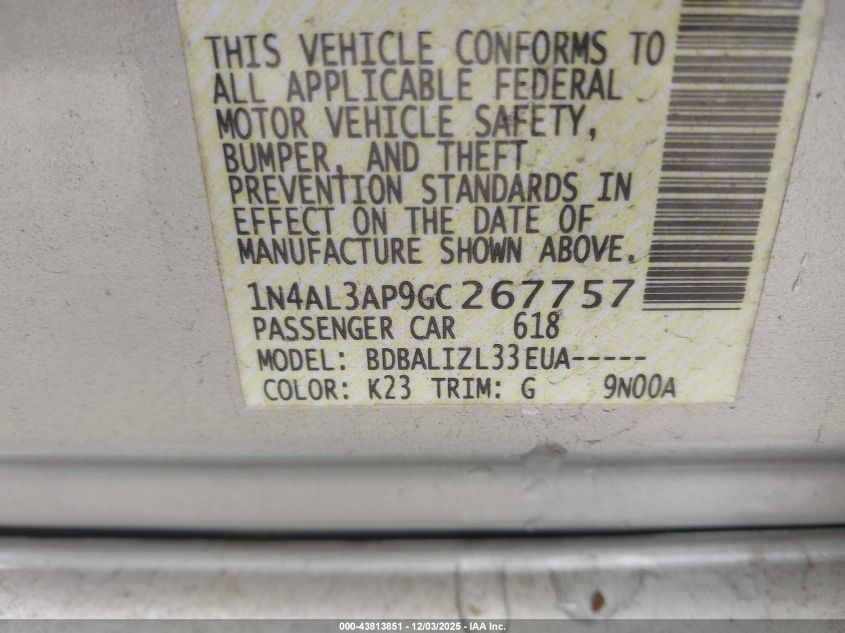 THIS VEHICLE CONFORMS TO
ALL APPLICABLE FEDERAL
MOTOR VEHICLE SAFETY,
BUMPER, AND THEFT
PREVENTION STANDARDS IN
EFFECT ON THE DATE OF
MANUFACTURE SHOWN ABOVE.
1N4AL3AP9GC267757
PASSENGER CAR 618
MODEL: BDBALIZL33EUA-----
COLOR: K23 TRIM: G 9N00A
000-43813851 - 12/03/2025 - IAA Inc.